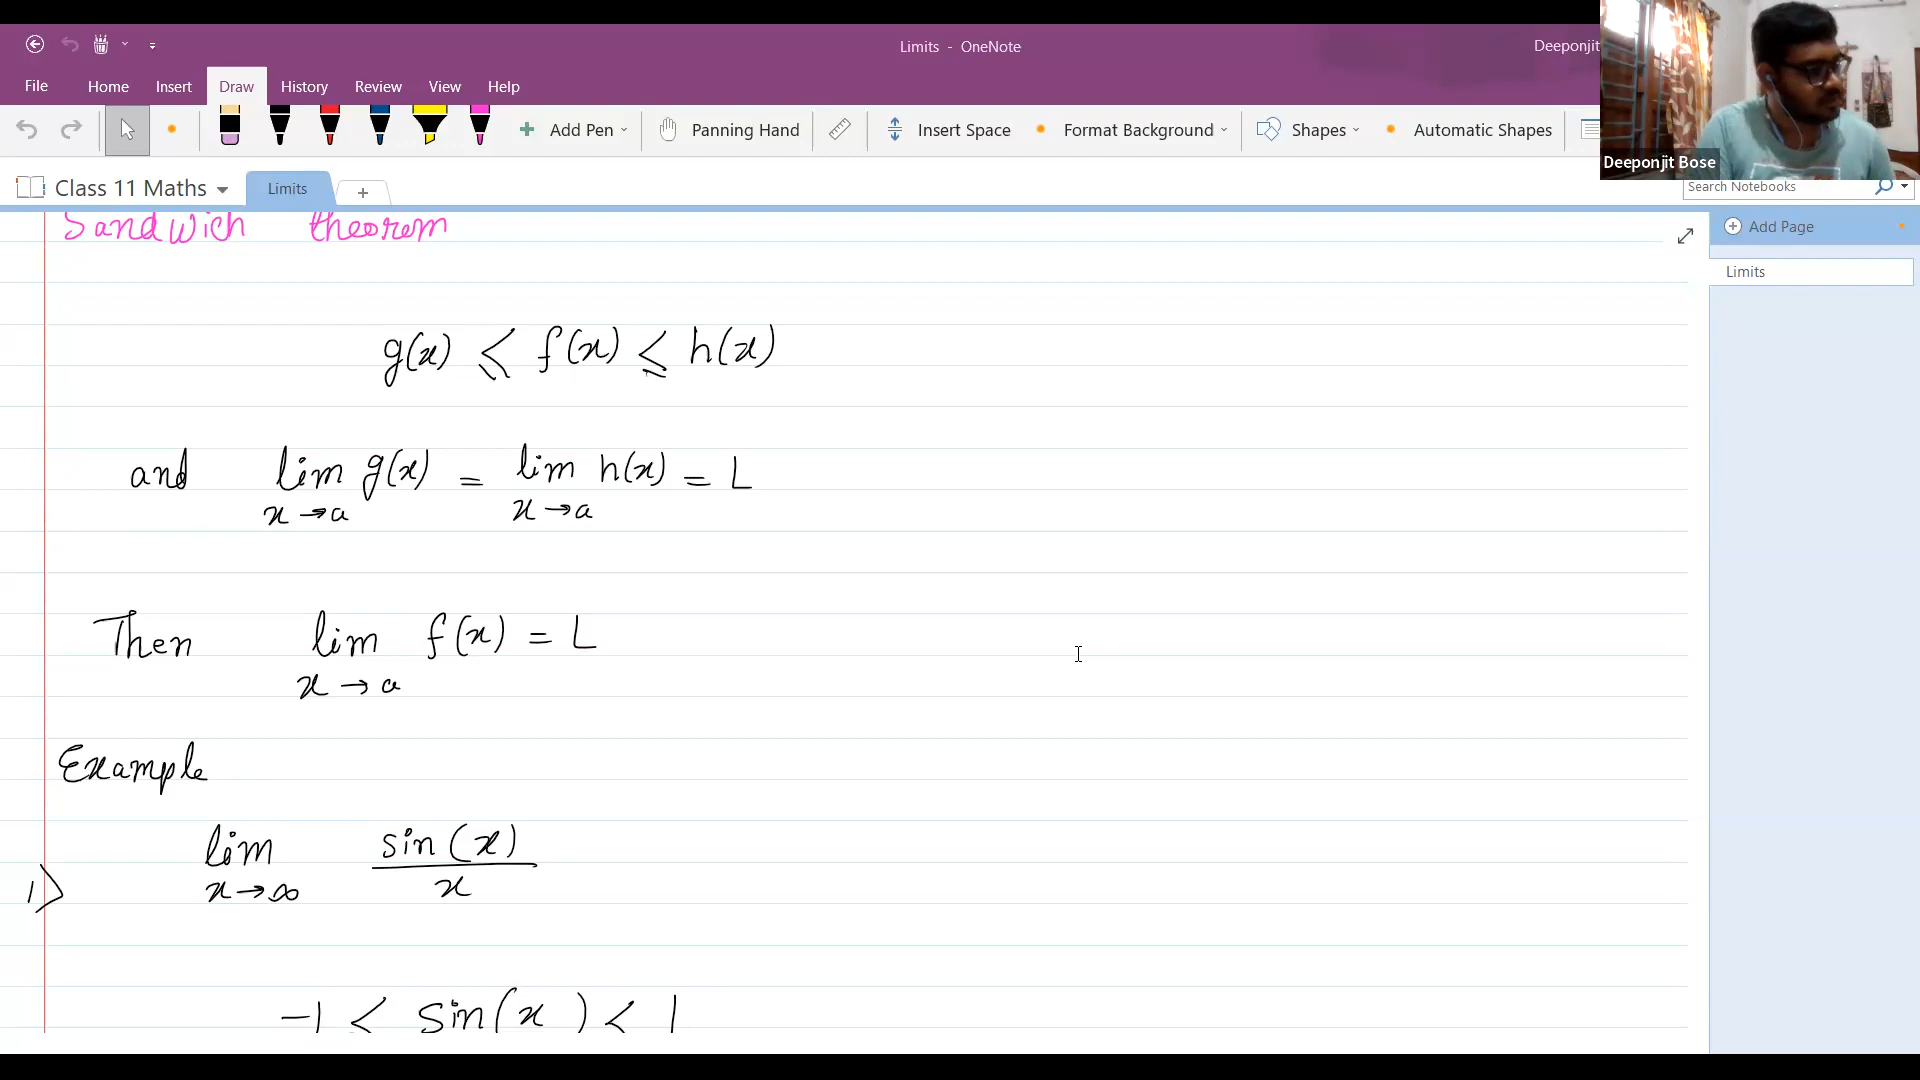 Limits - OneNote
Deeponjit
File Home Insert Draw History Review View Help
Add Pen Panning Hand Insert Space Format Background Shapes Automatic Shapes
Deeponjit Bose
Class 11 Maths Limits +
Search Notebooks
Add Page
Limits
Sandwich theorem
g(x) ≤ f(x) ≤ h(x)
and lim g(x) = lim h(x) = L
x→a x→a
Then lim f(x) = L
x→a
Example
1) lim sin(x)
x→∞ x
-1 < sin(x) < 1